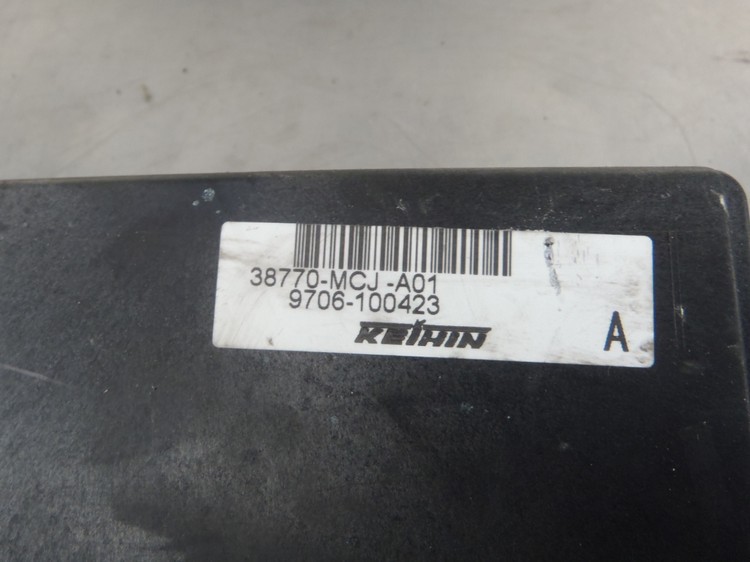 38770-MCJ -A01
9706-100423
KEIHIN
A